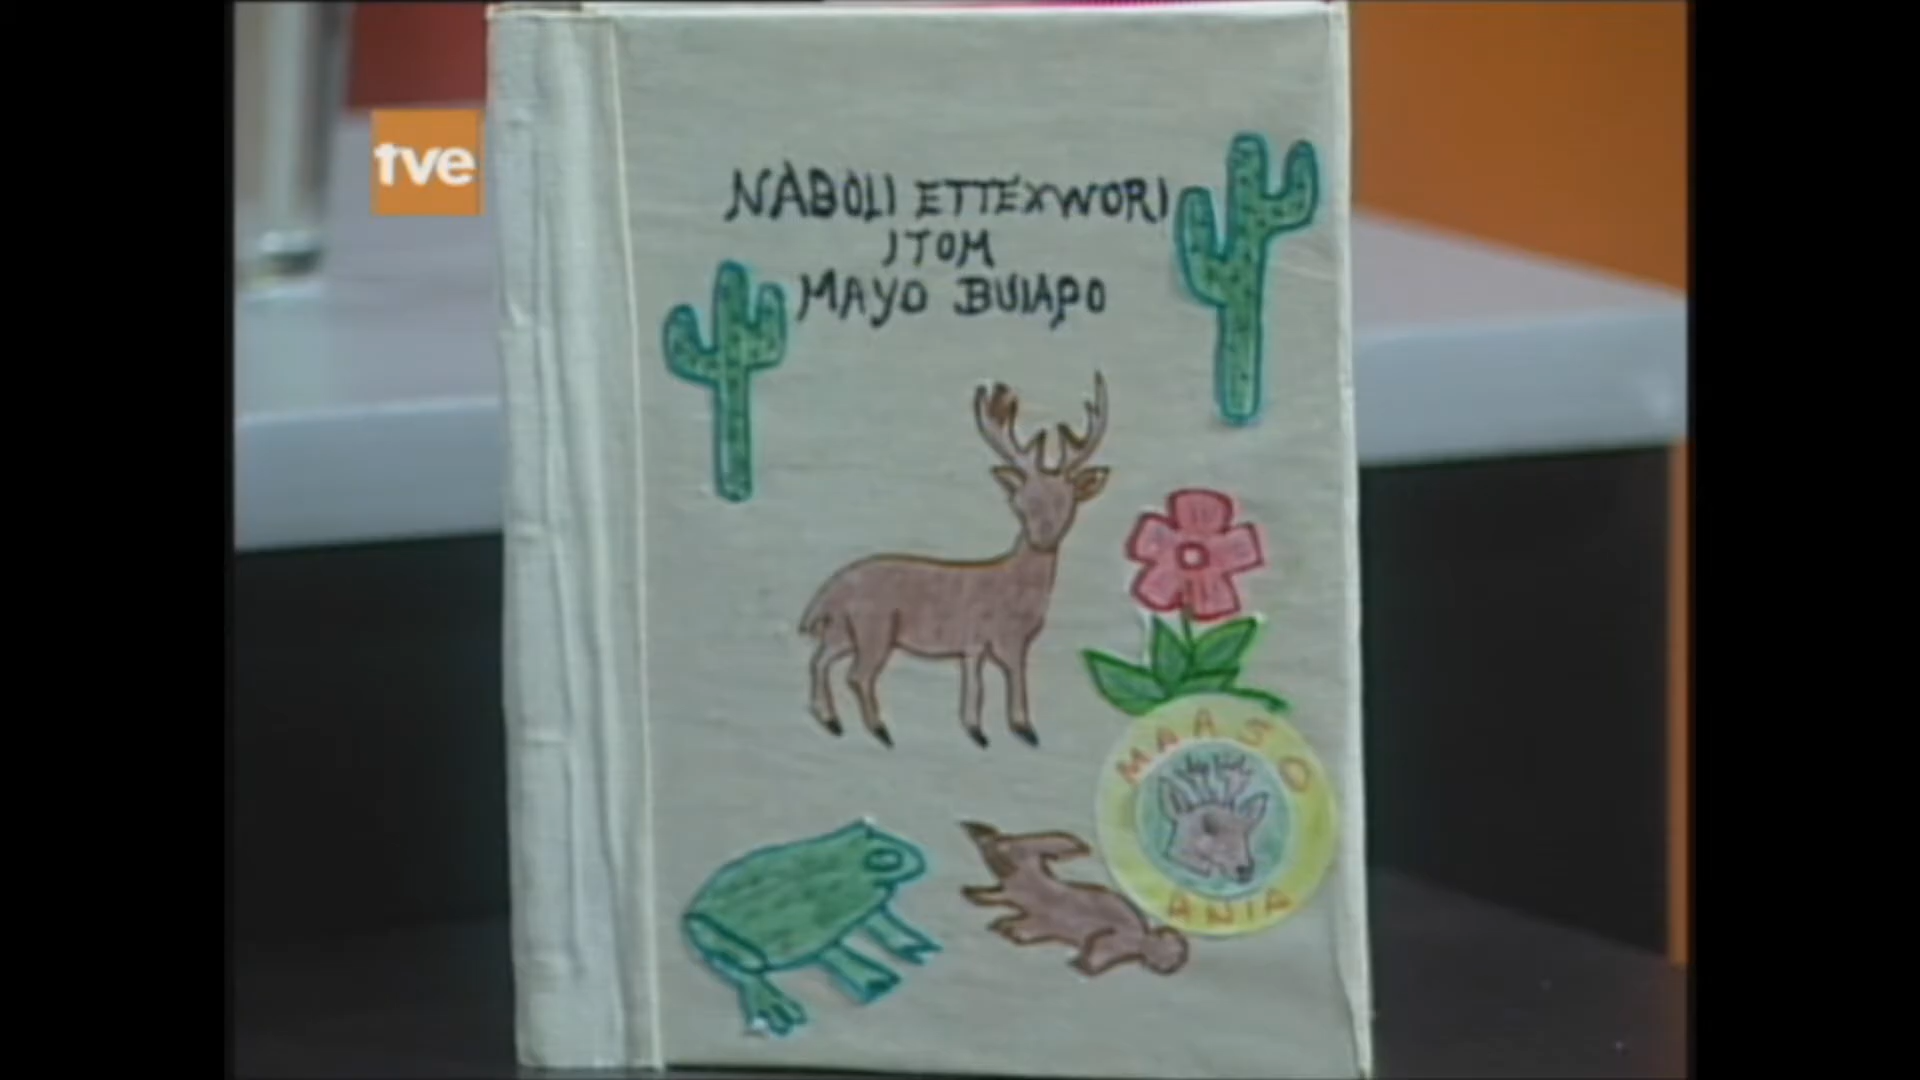 tve
NABOLI ETTEXWORI
ITOM
MAYO BUIAPO
MAASO
ANIA